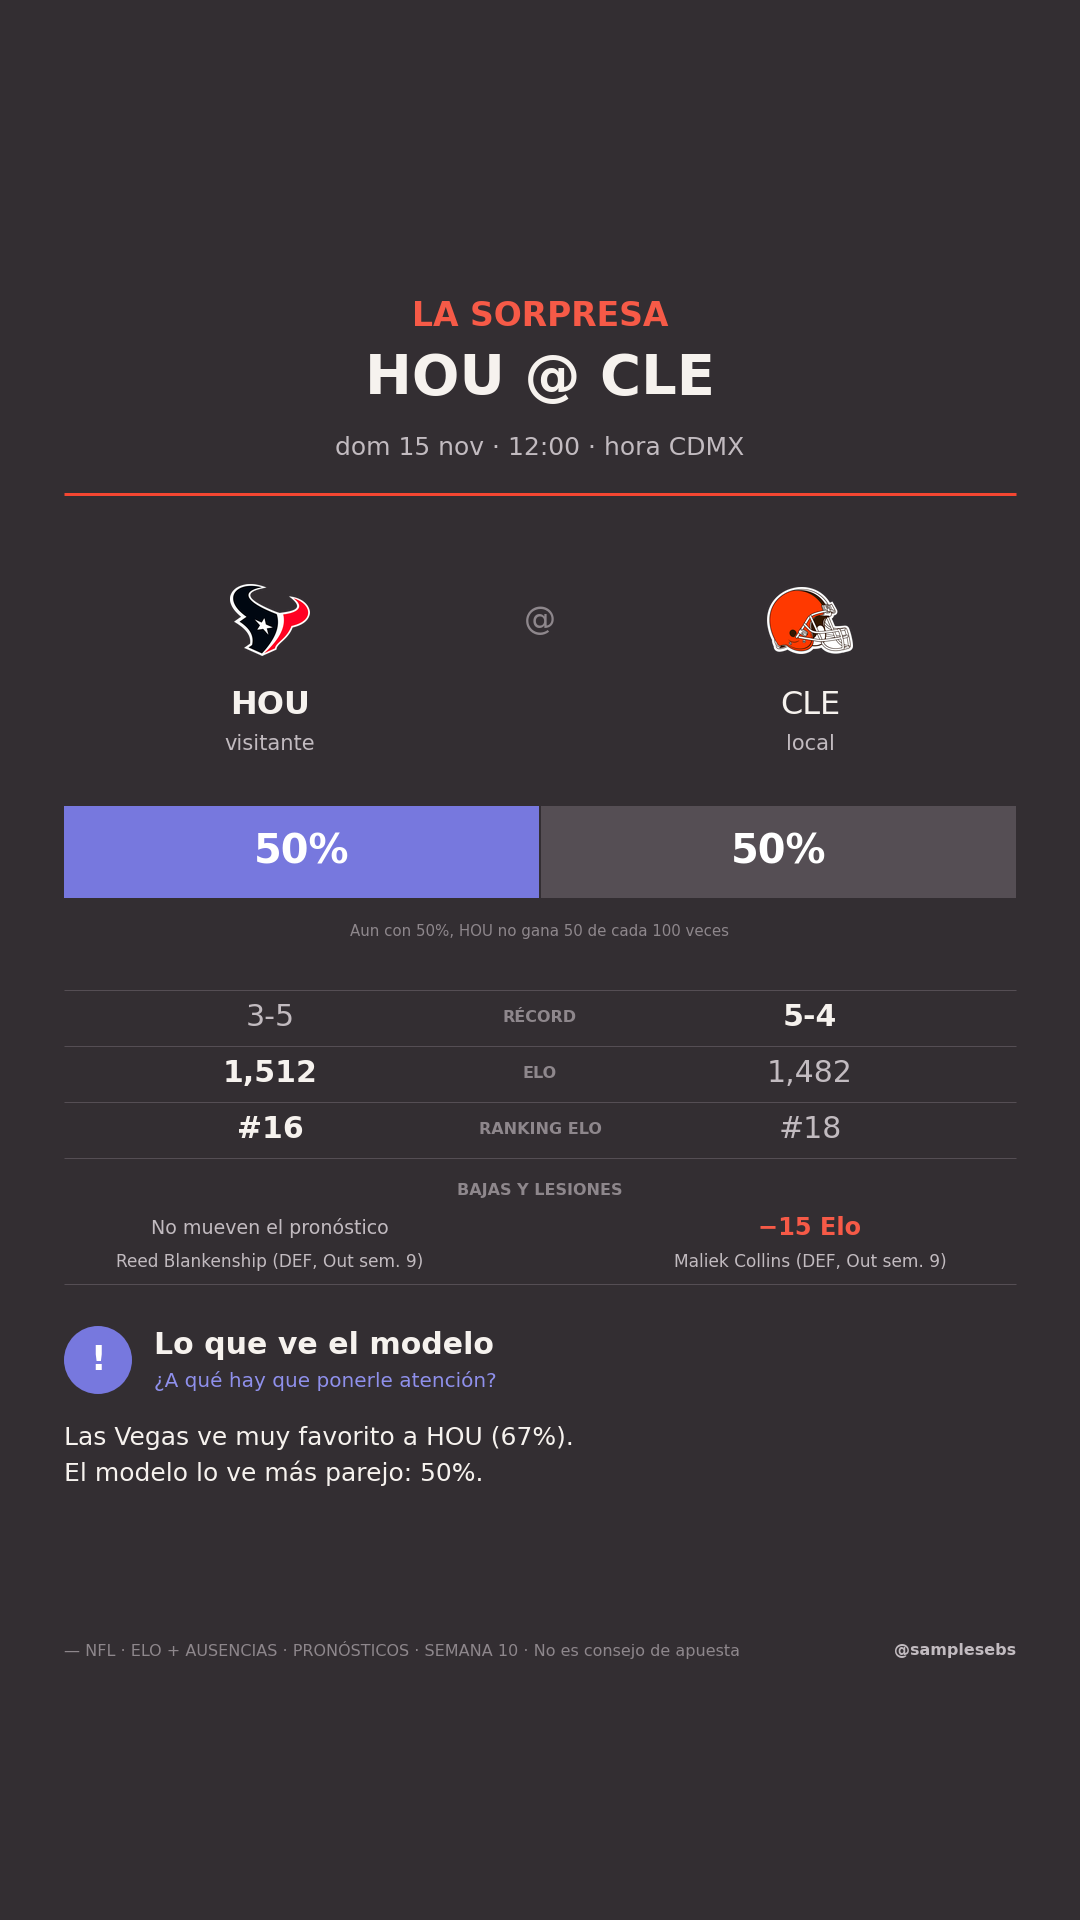 LA SORPRESA
HOU @ CLE
dom 15 nov · 12:00 · hora CDMX
@
HOU
CLE
visitante
local
50%
50%
Aun con 50%, HOU no gana 50 de cada 100 veces
3-5 RÉCORD 5-4
1,512 ELO 1,482
#16 RANKING ELO #18
BAJAS Y LESIONES
No mueven el pronóstico
−15 Elo
Reed Blankenship (DEF, Out sem. 9)
Maliek Collins (DEF, Out sem. 9)
!
Lo que ve el modelo
¿A qué hay que ponerle atención?
Las Vegas ve muy favorito a HOU (67%).
El modelo lo ve más parejo: 50%.
— NFL · ELO + AUSENCIAS · PRONÓSTICOS · SEMANA 10 · No es consejo de apuesta
@samplesebs